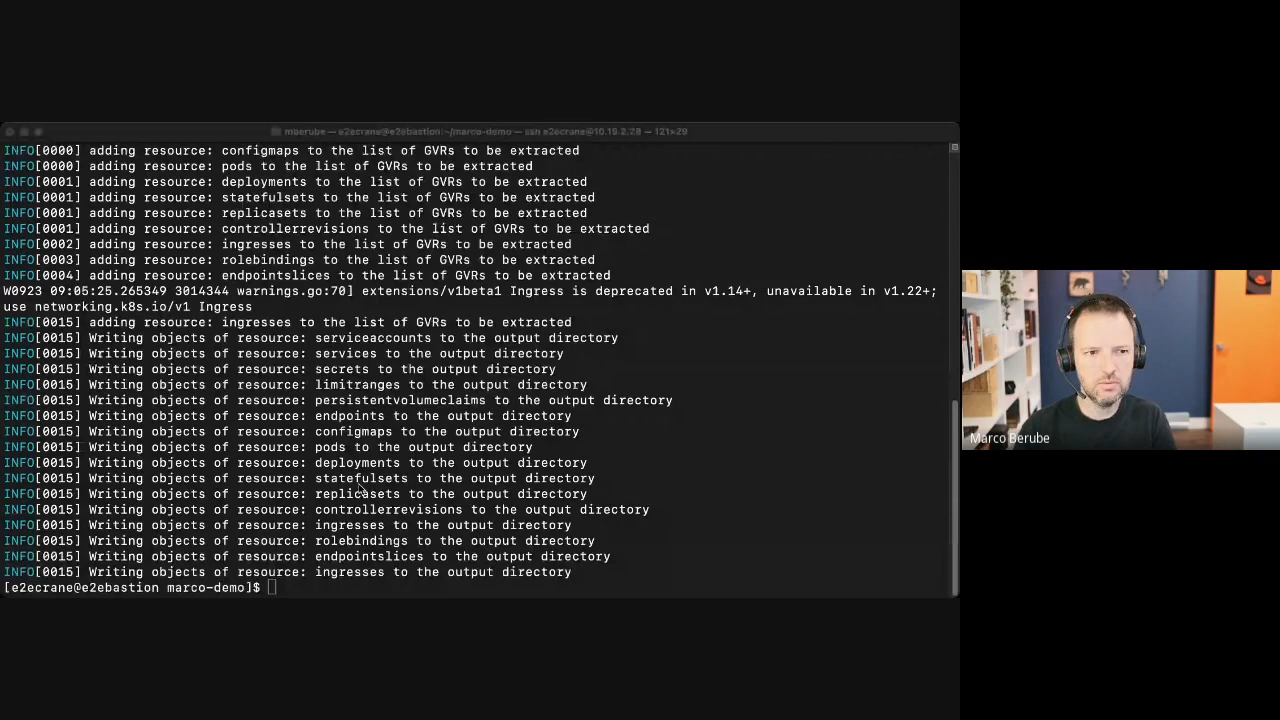 mberube — e2ecrane@e2ebastion:~/marco-demo — ssh e2ecrane@10.19.2.20 — 121×29
INFO[0000] adding resource: configmaps to the list of GVRs to be extracted
INFO[0000] adding resource: pods to the list of GVRs to be extracted
INFO[0001] adding resource: deployments to the list of GVRs to be extracted
INFO[0001] adding resource: statefulsets to the list of GVRs to be extracted
INFO[0001] adding resource: replicasets to the list of GVRs to be extracted
INFO[0001] adding resource: controllerrevisions to the list of GVRs to be extracted
INFO[0002] adding resource: ingresses to the list of GVRs to be extracted
INFO[0003] adding resource: rolebindings to the list of GVRs to be extracted
INFO[0004] adding resource: endpointslices to the list of GVRs to be extracted
W0923 09:05:25.265349 3014344 warnings.go:70] extensions/v1beta1 Ingress is deprecated in v1.14+, unavailable in v1.22+;
use networking.k8s.io/v1 Ingress
INFO[0015] adding resource: ingresses to the list of GVRs to be extracted
INFO[0015] Writing objects of resource: serviceaccounts to the output directory
INFO[0015] Writing objects of resource: services to the output directory
INFO[0015] Writing objects of resource: secrets to the output directory
INFO[0015] Writing objects of resource: limitranges to the output directory
INFO[0015] Writing objects of resource: persistentvolumeclaims to the output directory
INFO[0015] Writing objects of resource: endpoints to the output directory
INFO[0015] Writing objects of resource: configmaps to the output directory
INFO[0015] Writing objects of resource: pods to the output directory
INFO[0015] Writing objects of resource: deployments to the output directory
INFO[0015] Writing objects of resource: statefulsets to the output directory
INFO[0015] Writing objects of resource: replicasets to the output directory
INFO[0015] Writing objects of resource: controllerrevisions to the output directory
INFO[0015] Writing objects of resource: ingresses to the output directory
INFO[0015] Writing objects of resource: rolebindings to the output directory
INFO[0015] Writing objects of resource: endpointslices to the output directory
INFO[0015] Writing objects of resource: ingresses to the output directory
[e2ecrane@e2ebastion marco-demo]$
Marco Berube